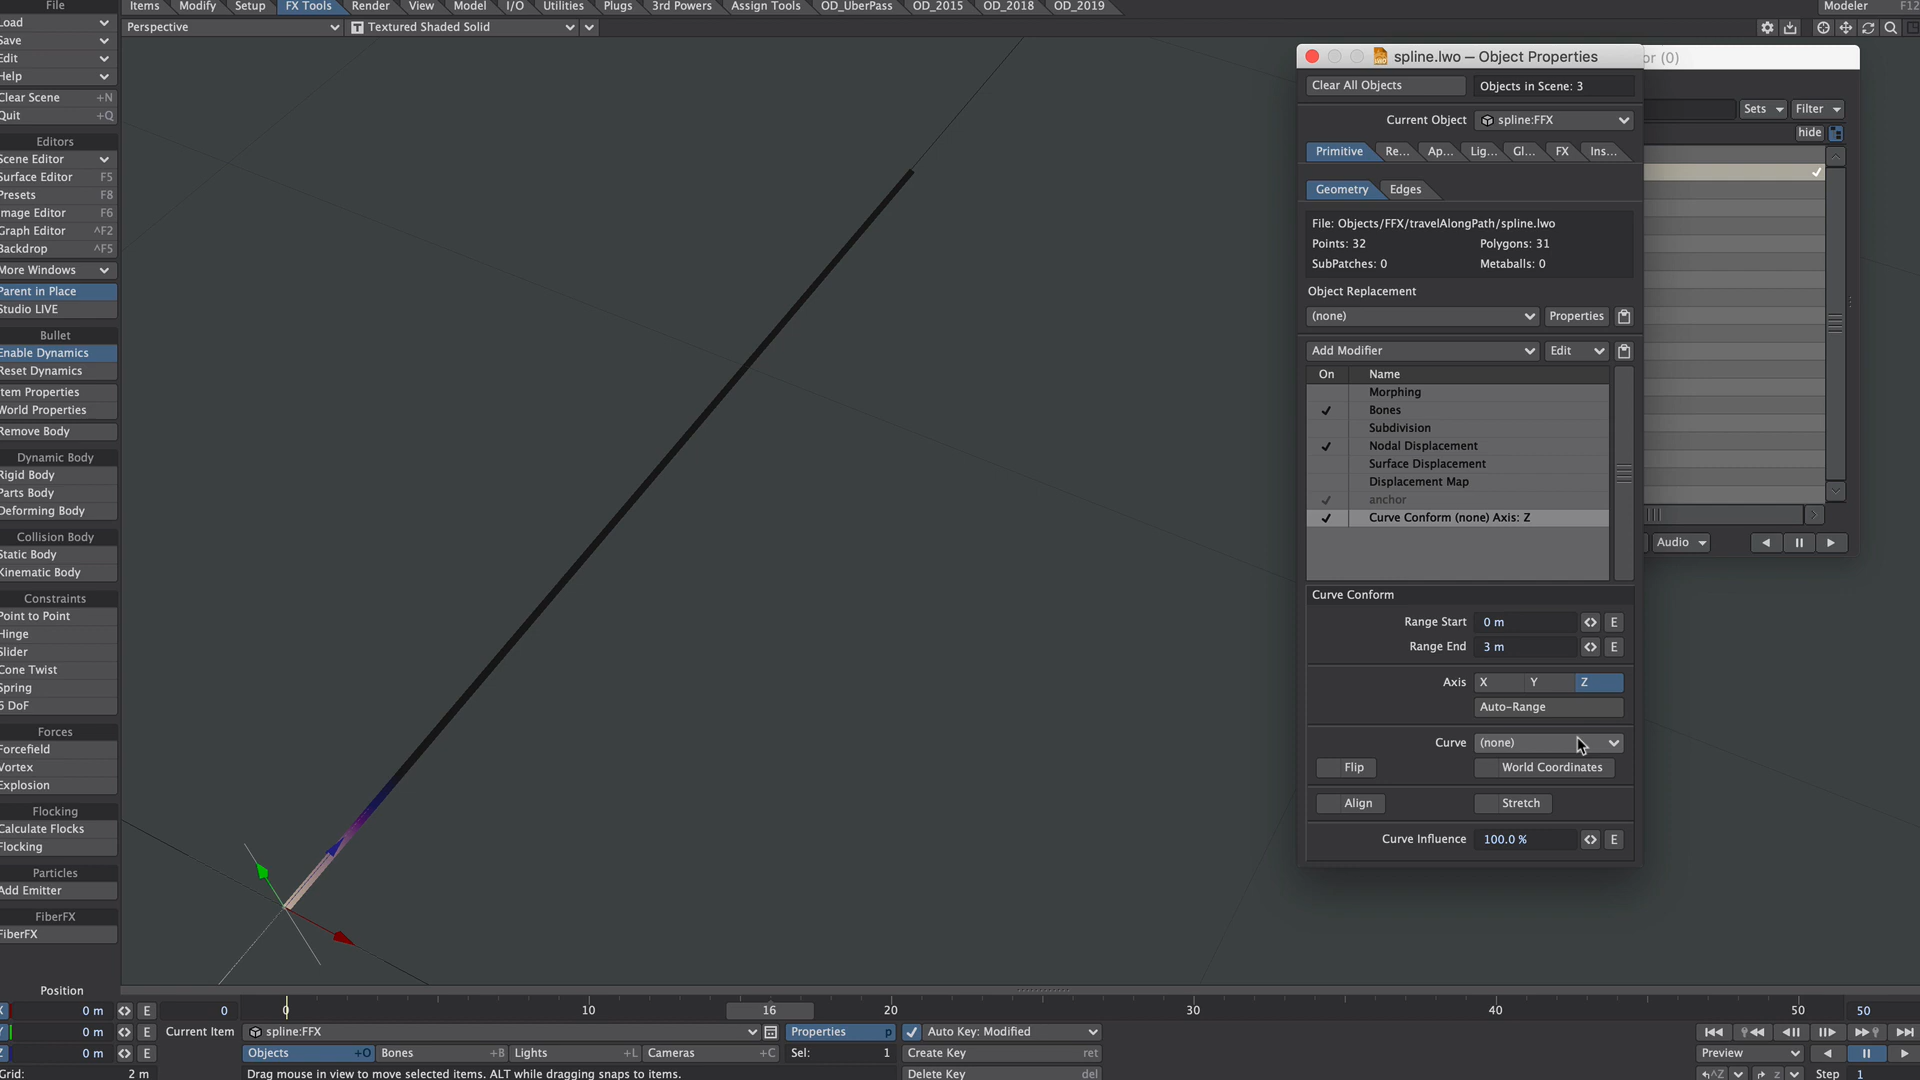 File Items Modify Setup FX Tools Render View Model I/O Utilities Plugs 3rd Powers Assign Tools OD_UberPass OD_2015 OD_2018 OD_2019 Modeler F12
Load Perspective Textured Shaded Solid
Save
Edit
Help
Clear Scene +N
Quit +Q
Editors
Scene Editor
Surface Editor F5
Presets F8
Image Editor F6
Graph Editor ^F2
Backdrop ^F5
More Windows
Parent in Place
Studio LIVE
Bullet
Enable Dynamics
Reset Dynamics
Item Properties
World Properties
Remove Body
Dynamic Body
Rigid Body
Parts Body
Deforming Body
Collision Body
Static Body
Kinematic Body
Constraints
Point to Point
Hinge
Slider
Cone Twist
Spring
6 DoF
Forces
Forcefield
Vortex
Explosion
Flocking
Calculate Flocks
Flocking
Particles
Add Emitter
FiberFX
FiberFX
spline.lwo — Object Properties
or (0)
Clear All Objects Objects in Scene: 3
Sets Filter
Current Object spline:FFX
hide
Primitive Re... Ap... Lig... Gl... FX Ins...
Geometry Edges
File: Objects/FFX/travelAlongPath/spline.lwo
Points: 32 Polygons: 31
SubPatches: 0 Metaballs: 0
Object Replacement
(none) Properties
Add Modifier Edit
On Name
Morphing
Bones
Subdivision
Nodal Displacement
Surface Displacement
Displacement Map
anchor
Curve Conform (none) Axis: Z
Audio
Curve Conform
Range Start 0 m E
Range End 3 m E
Axis X Y Z
Auto-Range
Curve (none)
Flip World Coordinates
Align Stretch
Curve Influence 100.0 % E
Position
X 0 m E 0 0 10 16 20 30 40 50 50
Y 0 m E Current Item spline:FFX Properties p Auto Key: Modified
Z 0 m E Objects +O Bones +B Lights +L Cameras +C Sel: 1 Create Key ret Preview
Grid: 2 m Drag mouse in view to move selected items. ALT while dragging snaps to items. Delete Key del ^Z z Step 1